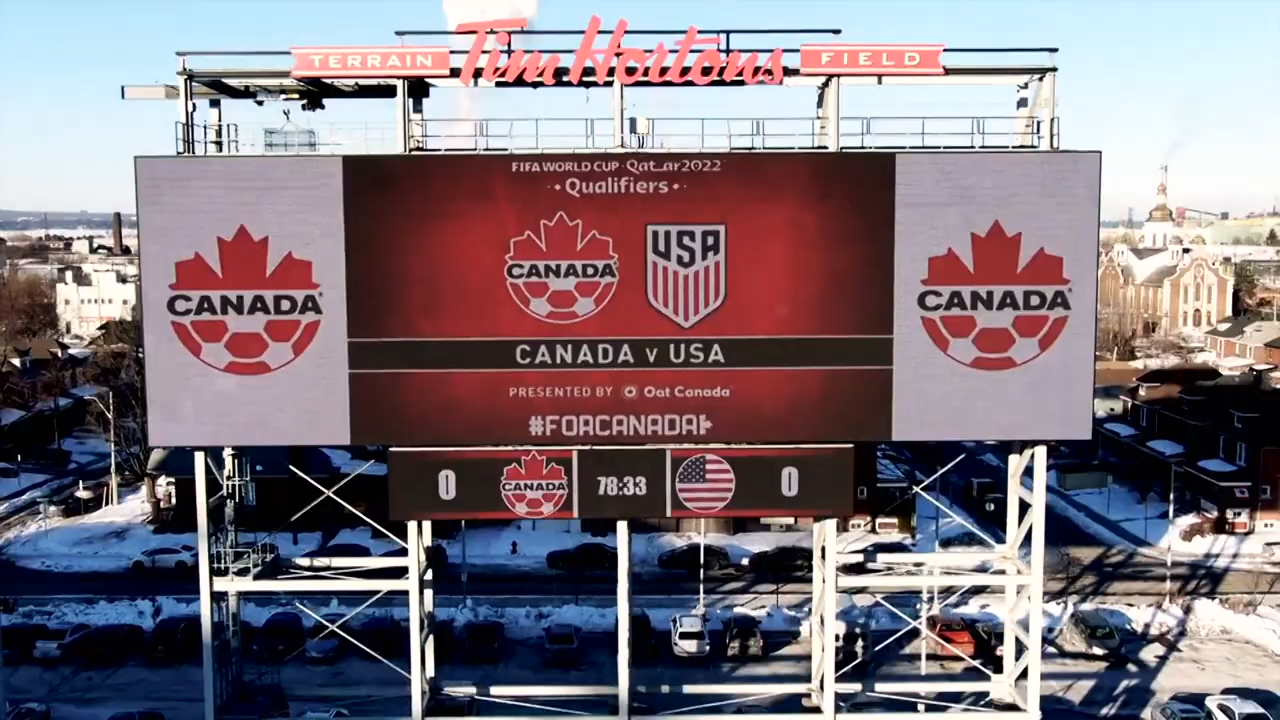 TERRAIN Tim Hortons FIELD
FIFA WORLD CUP Qatar2022
·• Qualifiers •·
CANADA
CANADA
USA
CANADA
CANADA v USA
PRESENTED BY Oat Canada
#FORCANADA
0
CANADA
78:33
0